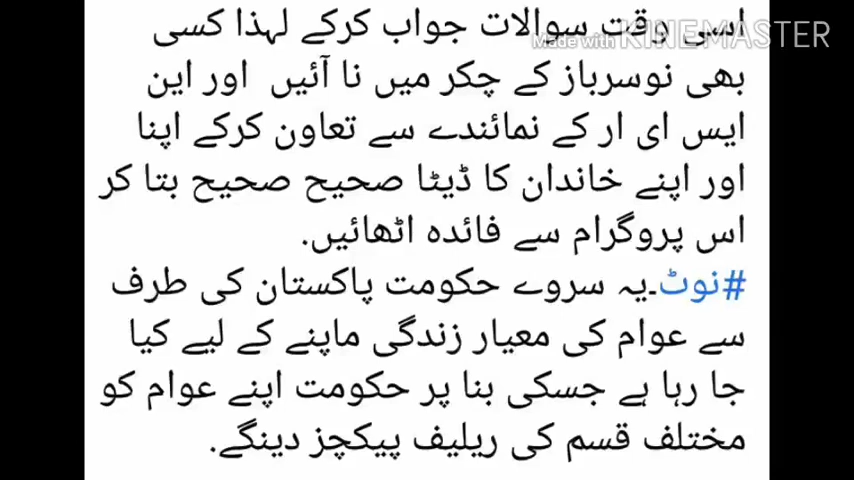 اسی وقت سوالات جواب کرکے لہذا کسی
Made with KINEMASTER
بھی نوسرباز کے چکر میں نا آئیں اور این
ایس ای ار کے نمائندے سے تعاون کرکے اپنا
اور اپنے خاندان کا ڈیٹا صحیح صحیح بتا کر
اس پروگرام سے فائدہ اٹھائیں.
#نوٹ۔یہ سروے حکومت پاکستان کی طرف
سے عوام کی معیار زندگی ماپنے کے لیے کیا
جا رہا ہے جسکی بنا پر حکومت اپنے عوام کو
مختلف قسم کی ریلیف پیکچز دینگے.